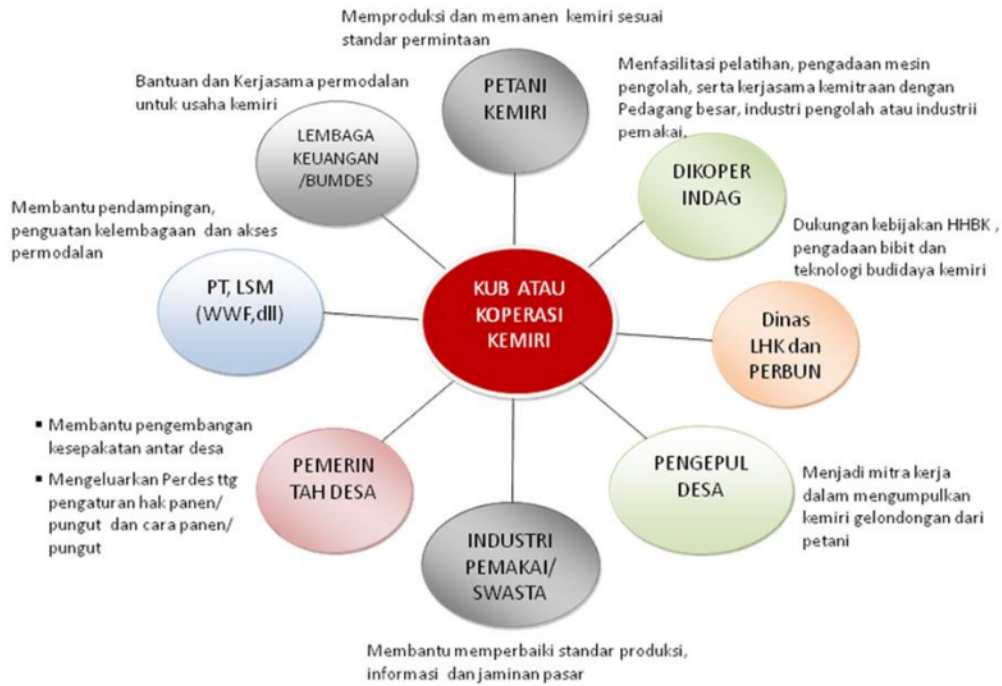 Memproduksi dan memanen kemiri sesuai
standar permintaan
PETANI
KEMIRI
Menfasilitasi pelatihan, pengadaan mesin
pengolah, serta kerjasama kemitraan dengan
Pedagang besar, industri pengolah atau industrii
pemakai.
DIKOPER
INDAG
Bantuan dan Kerjasama permodalan
untuk usaha kemiri
LEMBAGA
KEUANGAN
/BUMDES
Membantu pendampingan,
penguatan kelembagaan dan akses
permodalan
PT, LSM
(WWF,dll)
KUB ATAU
KOPERASI
KEMIRI
Dukungan kebijakan HHBK ,
pengadaan bibit dan
teknologi budidaya kemiri
Dinas
LHK dan
PERBUN
▪ Membantu pengembangan
kesepakatan antar desa
▪ Mengeluarkan Perdes ttg
pengaturan hak panen/
pungut dan cara panen/
pungut
PEMERIN
TAH DESA
INDUSTRI
PEMAKAI/
SWASTA
PENGEPUL
DESA
Menjadi mitra kerja
dalam mengumpulkan
kemiri gelondongan dari
petani
Membantu memperbaiki standar produksi,
informasi dan jaminan pasar